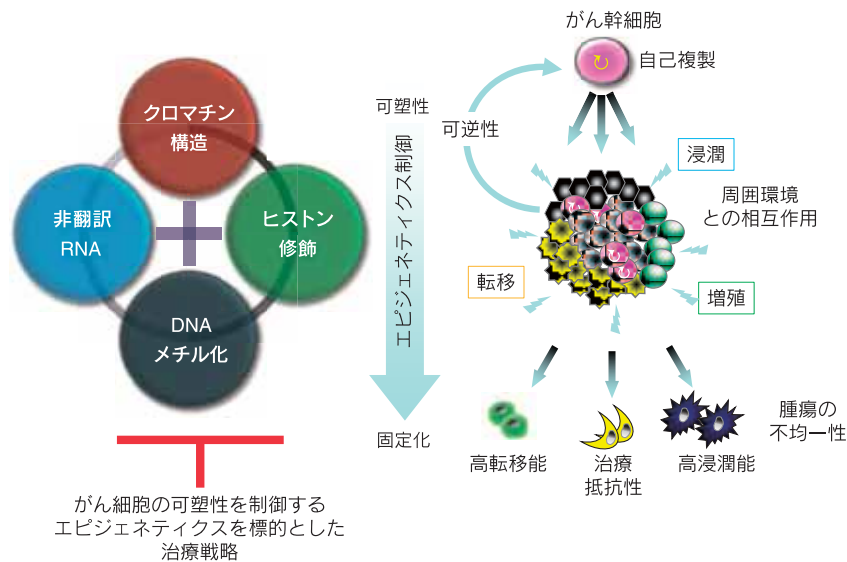 クロマチン
構造
非翻訳
RNA
ヒストン
修飾
DNA
メチル化
がん細胞の可塑性を制御する
エピジェネティクスを標的とした
治療戦略
可塑性
エピジェネティクス制御
固定化
がん幹細胞
自己複製
可逆性
浸潤
周囲環境
との相互作用
転移
増殖
高転移能
治療
抵抗性
高浸潤能
腫瘍の
不均一性